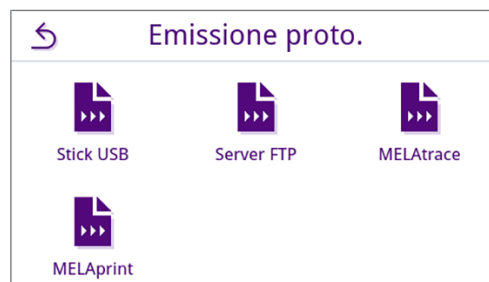 Emissione proto.
Stick USB
Server FTP
MELAtrace
MELAprint